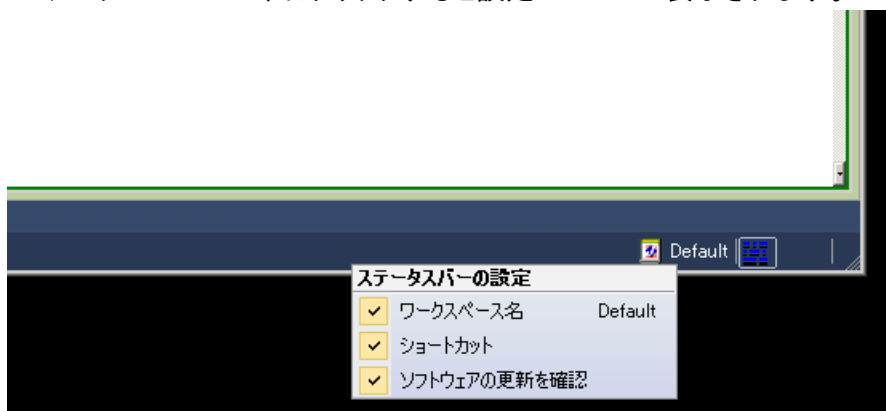 設定
Default
ステータスバーの設定
ワークスペース名 Default
ショートカット
ソフトウェアの更新を確認